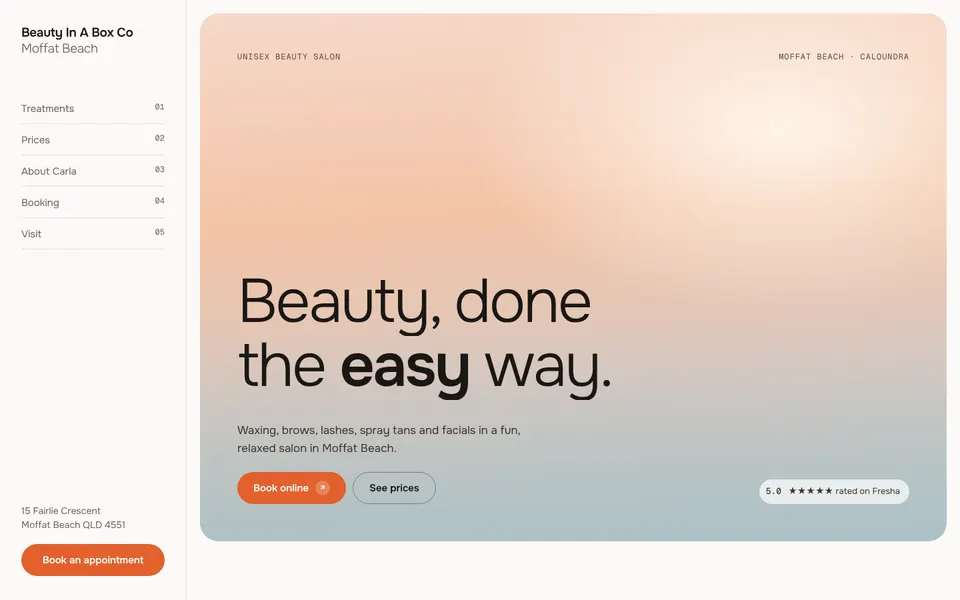 Beauty In A Box Co
Moffat Beach
Treatments 01
Prices 02
About Carla 03
Booking 04
Visit 05
15 Fairlie Crescent
Moffat Beach QLD 4551
Book an appointment
UNISEX BEAUTY SALON
MOFFAT BEACH · CALOUNDRA
Beauty, done
the easy way.
Waxing, brows, lashes, spray tans and facials in a fun,
relaxed salon in Moffat Beach.
Book online ↗
See prices
5.0 ★★★★★ rated on Fresha